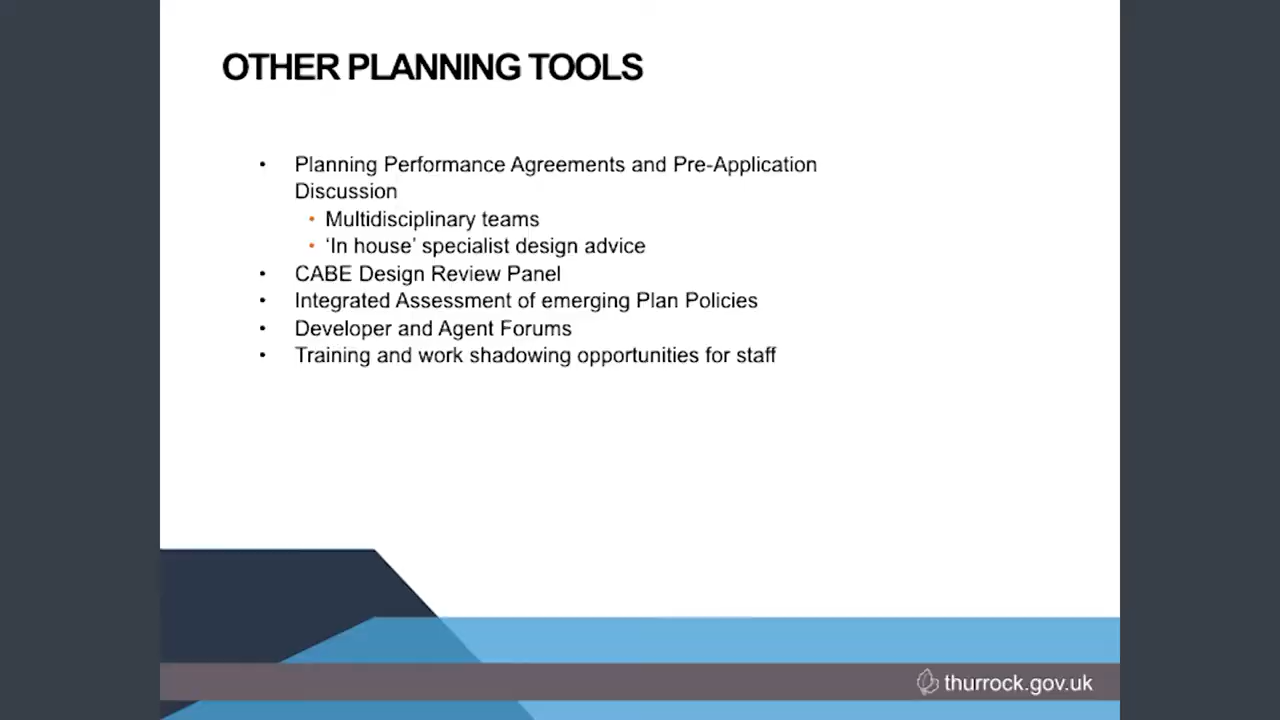 OTHER PLANNING TOOLS
• Planning Performance Agreements and Pre-Application
Discussion
• Multidisciplinary teams
• ‘In house’ specialist design advice
• CABE Design Review Panel
• Integrated Assessment of emerging Plan Policies
• Developer and Agent Forums
• Training and work shadowing opportunities for staff
thurrock.gov.uk